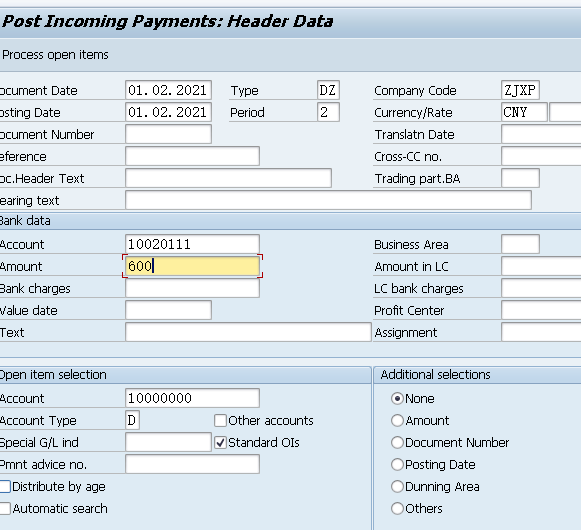 Post Incoming Payments: Header Data
Process open items
ocument Date 01.02.2021 Type DZ Company Code ZJXP
osting Date 01.02.2021 Period 2 Currency/Rate CNY
ocument Number Translatn Date
eference Cross-CC no.
oc.Header Text Trading part.BA
earing text
Bank data
Account 10020111 Business Area
Amount 600 Amount in LC
Bank charges LC bank charges
Value date Profit Center
Text Assignment
Open item selection Additional selections
Account 10000000 None
Account Type D Other accounts Amount
Special G/L ind Standard OIs Document Number
Pmnt advice no. Posting Date
Distribute by age Dunning Area
Automatic search Others